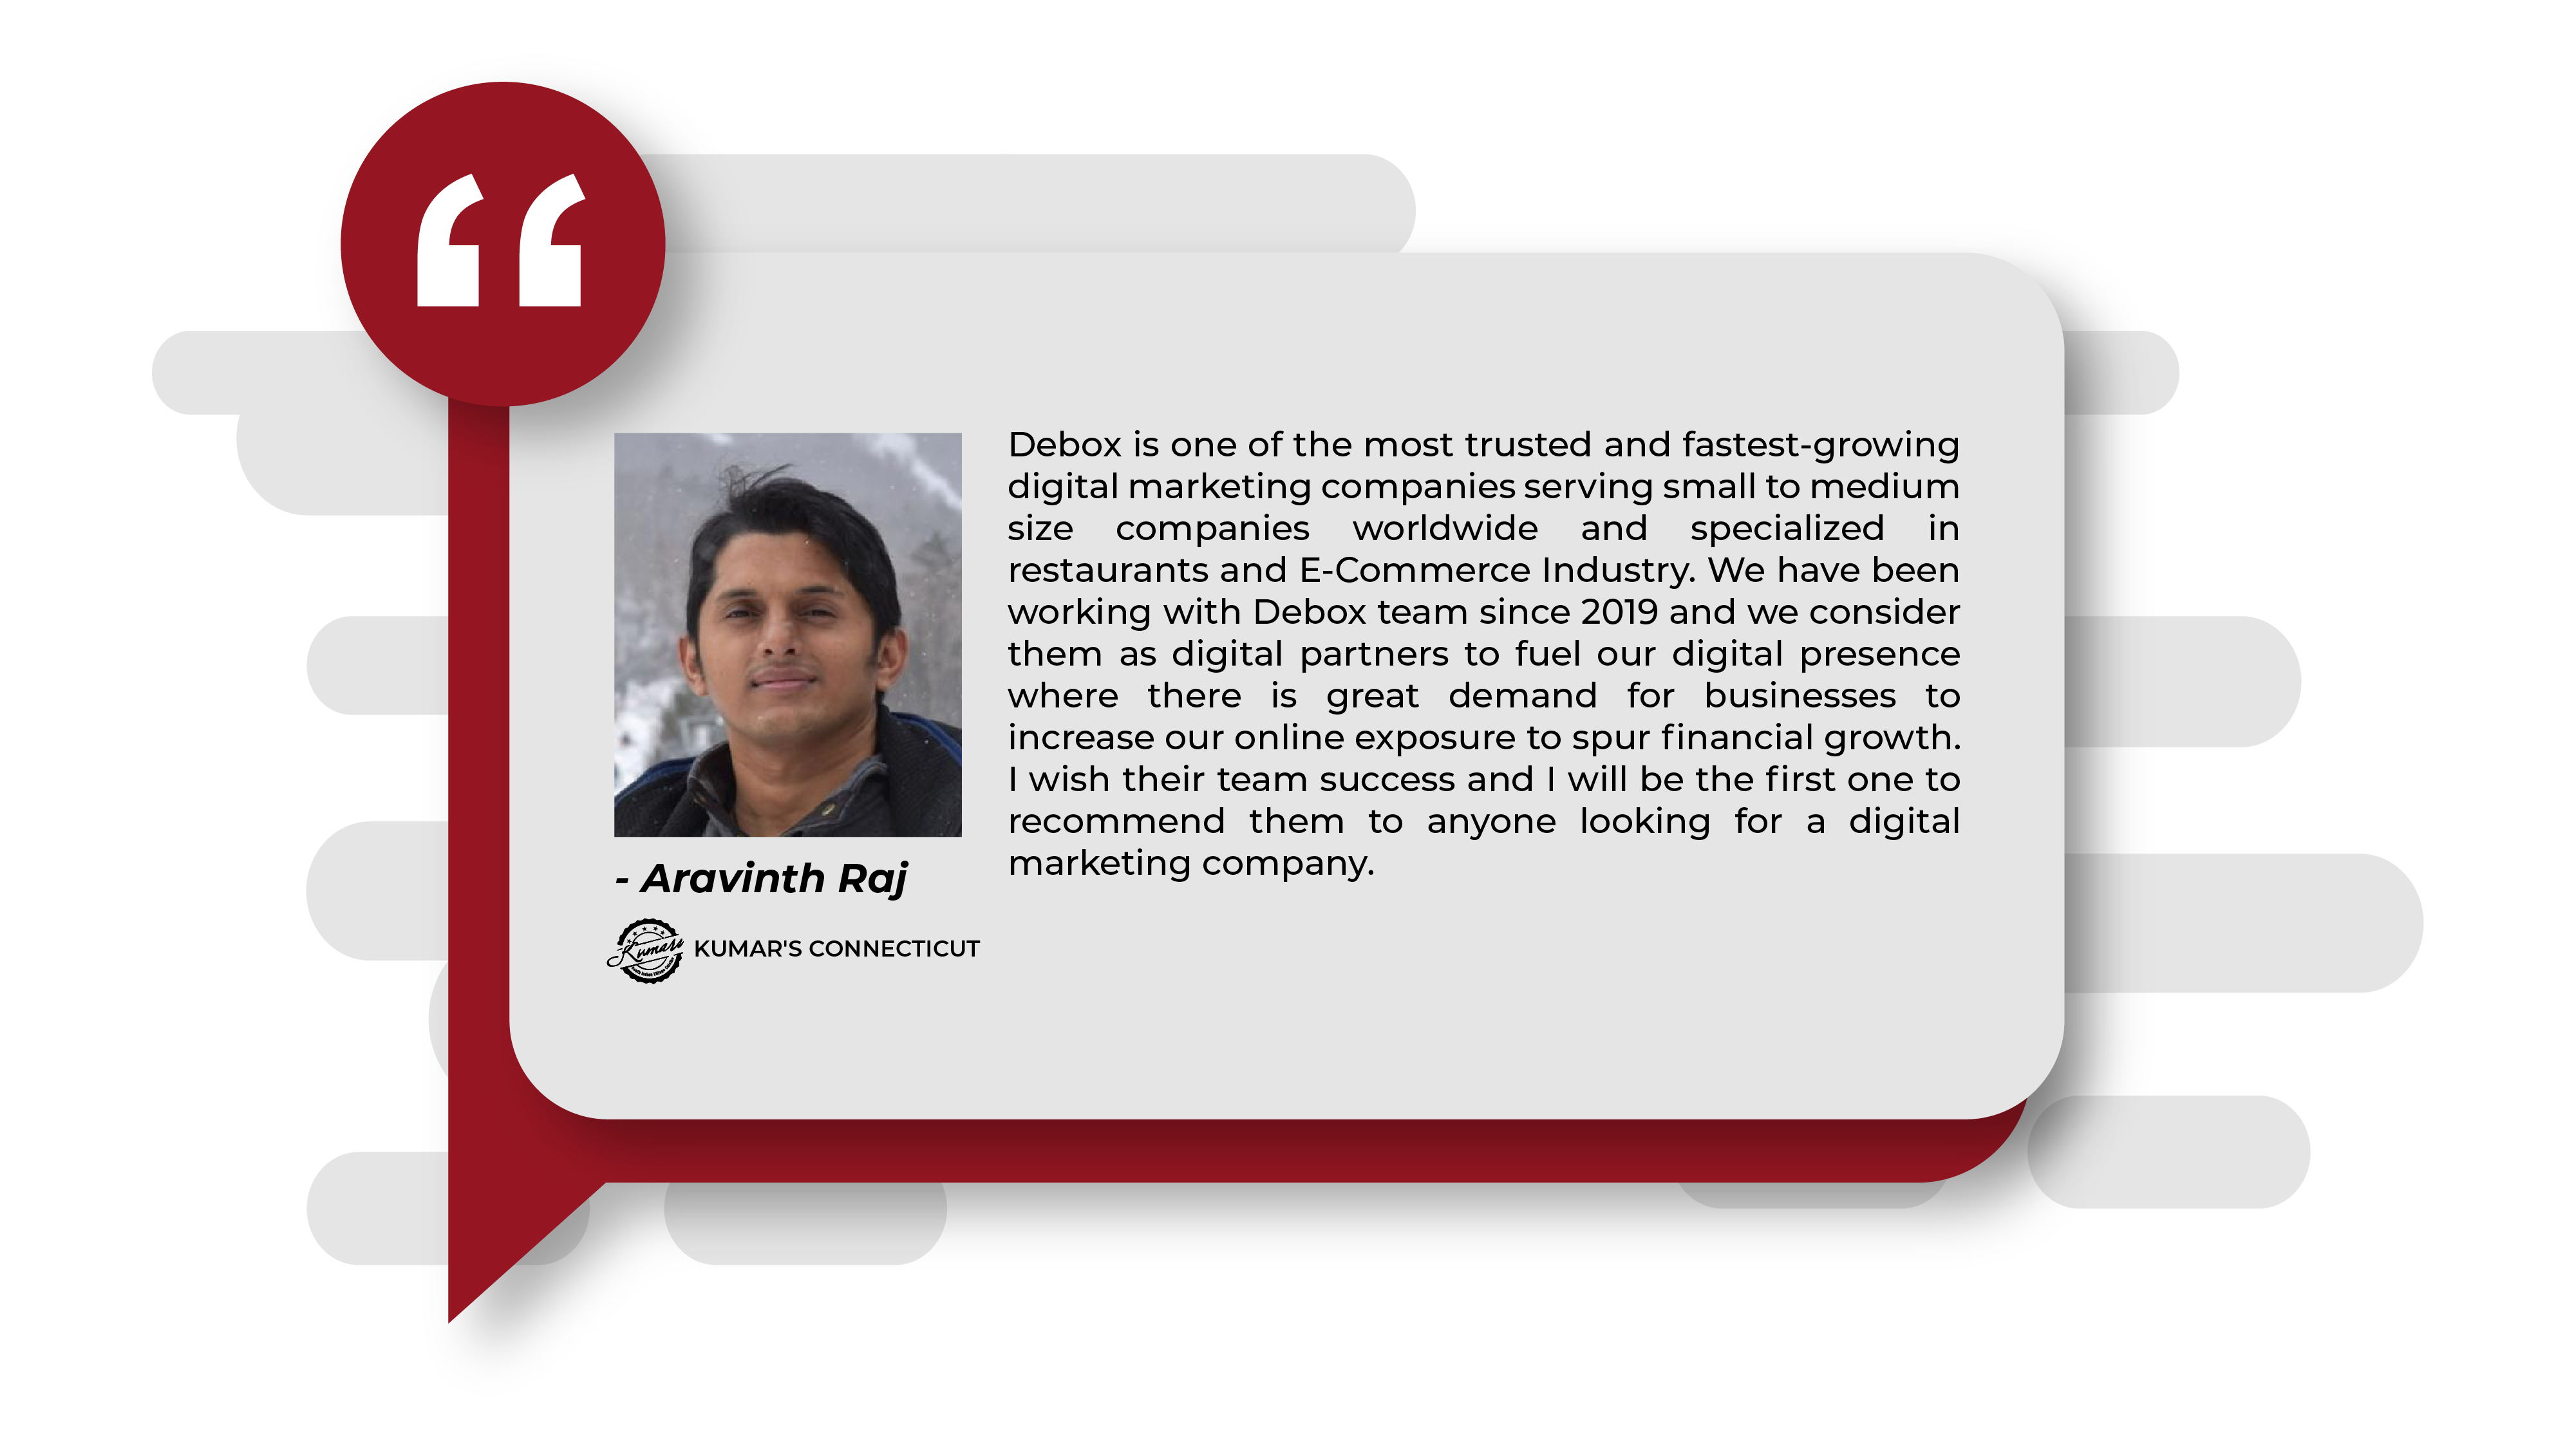 Debox is one of the most trusted and fastest-growing
digital marketing companies serving small to medium
size companies worldwide and specialized in
restaurants and E-Commerce Industry. We have been
working with Debox team since 2019 and we consider
them as digital partners to fuel our digital presence
where there is great demand for businesses to
increase our online exposure to spur financial growth.
I wish their team success and I will be the first one to
recommend them to anyone looking for a digital
marketing company.
- Aravinth Raj
Kumar's
KUMAR'S CONNECTICUT